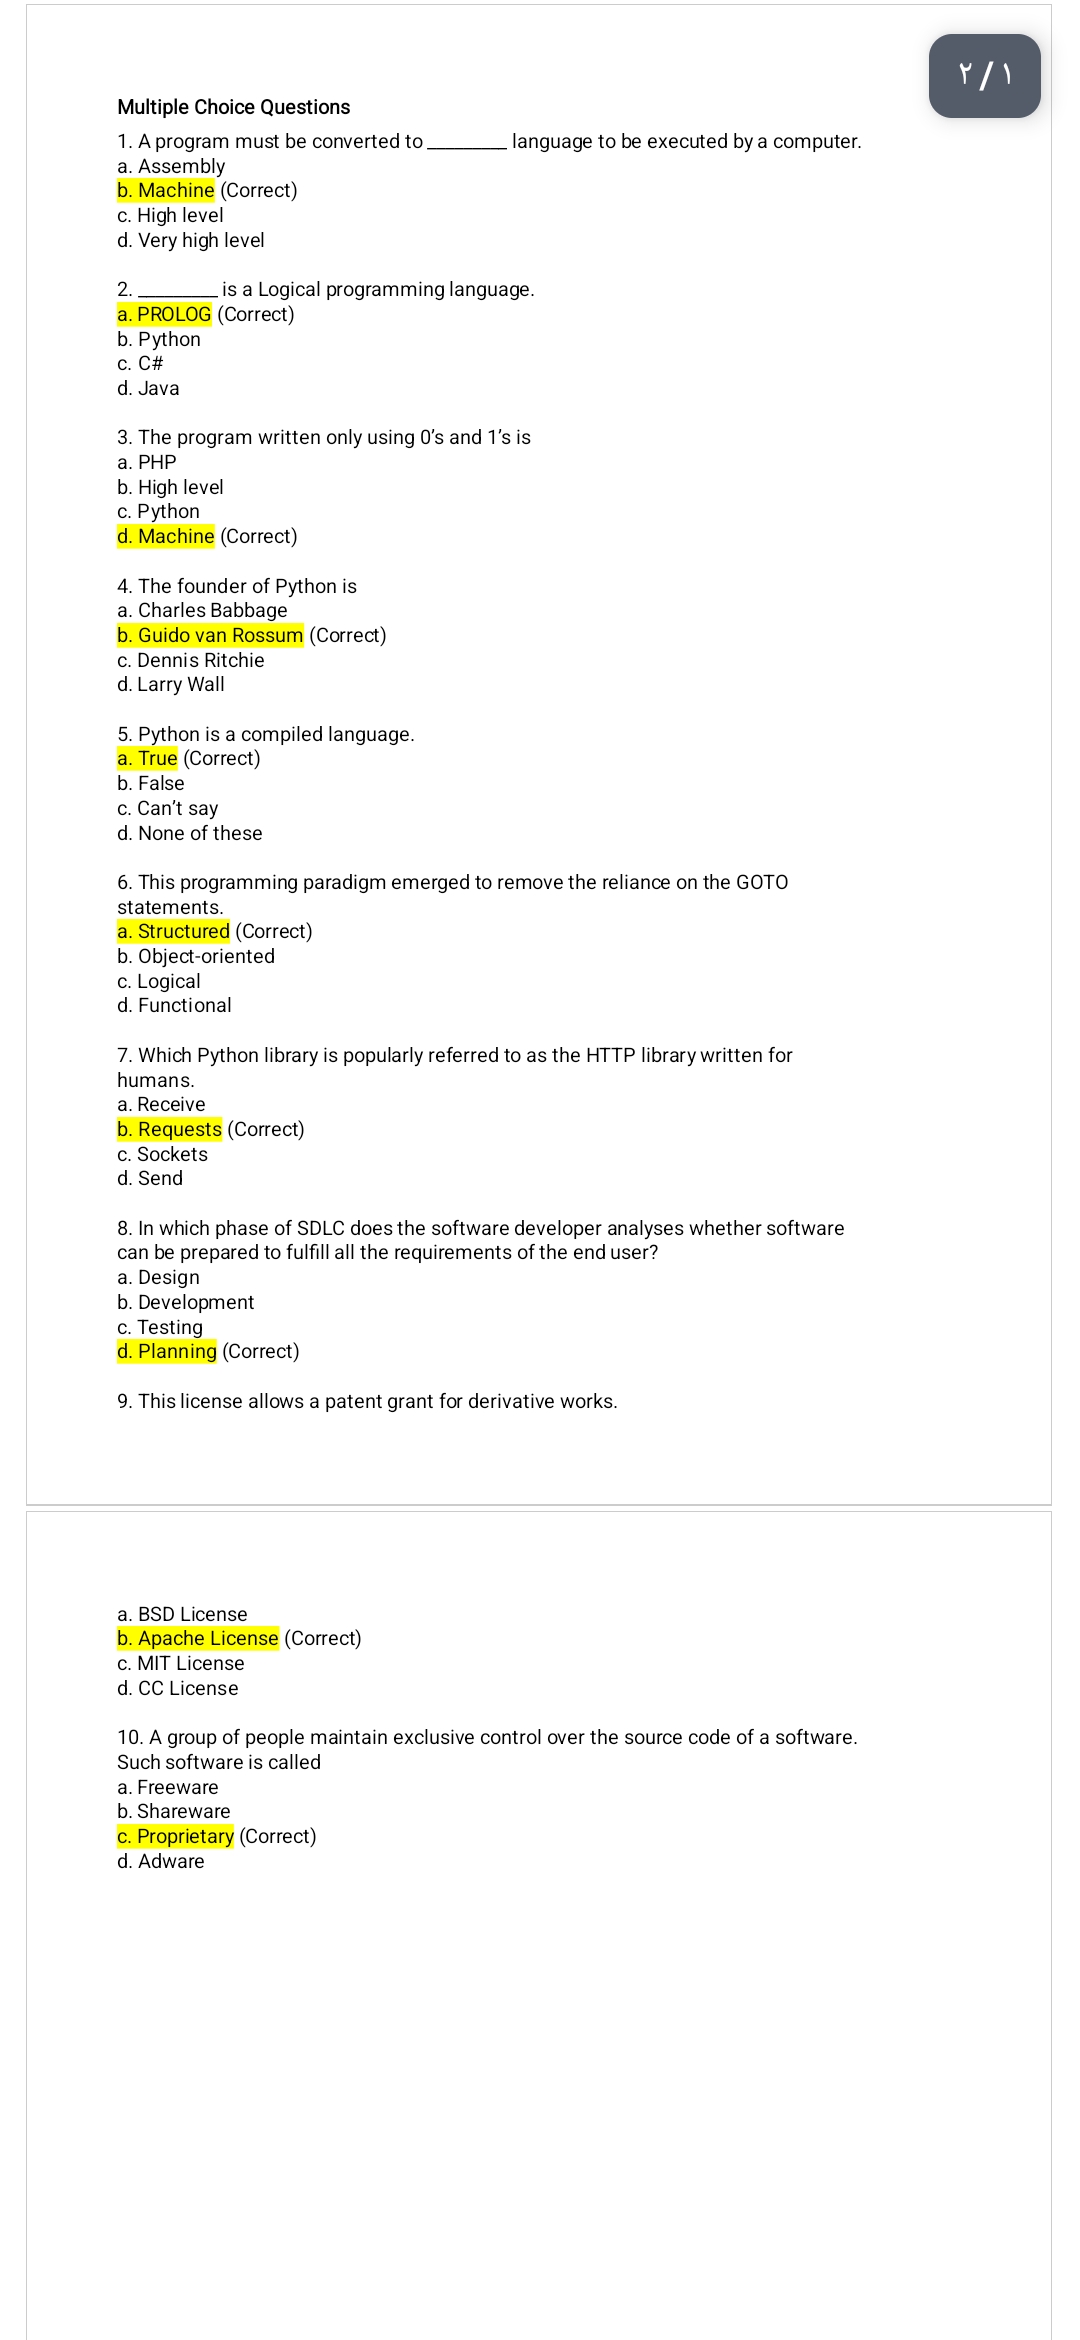 ٢/١
Multiple Choice Questions
1. A program must be converted to ________ language to be executed by a computer.
a. Assembly
b. Machine (Correct)
c. High level
d. Very high level
2. ________ is a Logical programming language.
a. PROLOG (Correct)
b. Python
c. C#
d. Java
3. The program written only using 0’s and 1’s is
a. PHP
b. High level
c. Python
d. Machine (Correct)
4. The founder of Python is
a. Charles Babbage
b. Guido van Rossum (Correct)
c. Dennis Ritchie
d. Larry Wall
5. Python is a compiled language.
a. True (Correct)
b. False
c. Can’t say
d. None of these
6. This programming paradigm emerged to remove the reliance on the GOTO
statements.
a. Structured (Correct)
b. Object-oriented
c. Logical
d. Functional
7. Which Python library is popularly referred to as the HTTP library written for
humans.
a. Receive
b. Requests (Correct)
c. Sockets
d. Send
8. In which phase of SDLC does the software developer analyses whether software
can be prepared to fulfill all the requirements of the end user?
a. Design
b. Development
c. Testing
d. Planning (Correct)
9. This license allows a patent grant for derivative works.
a. BSD License
b. Apache License (Correct)
c. MIT License
d. CC License
10. A group of people maintain exclusive control over the source code of a software.
Such software is called
a. Freeware
b. Shareware
c. Proprietary (Correct)
d. Adware